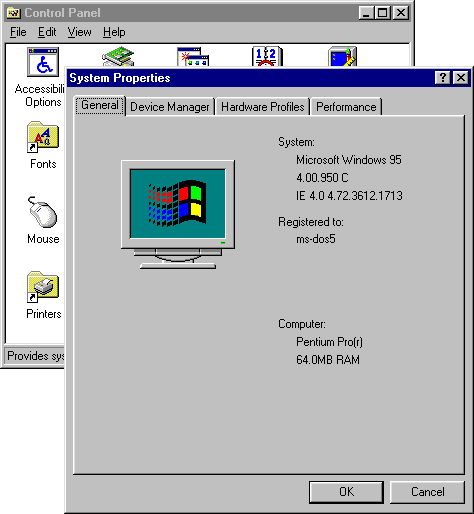 Control Panel
File Edit View Help
Accessibili
Options
Fonts
Mouse
Printers
Provides sys
System Properties
General Device Manager Hardware Profiles Performance
System:
Microsoft Windows 95
4.00.950 C
IE 4.0 4.72.3612.1713
Registered to:
ms-dos5
Computer:
Pentium Pro(r)
64.0MB RAM
OK Cancel